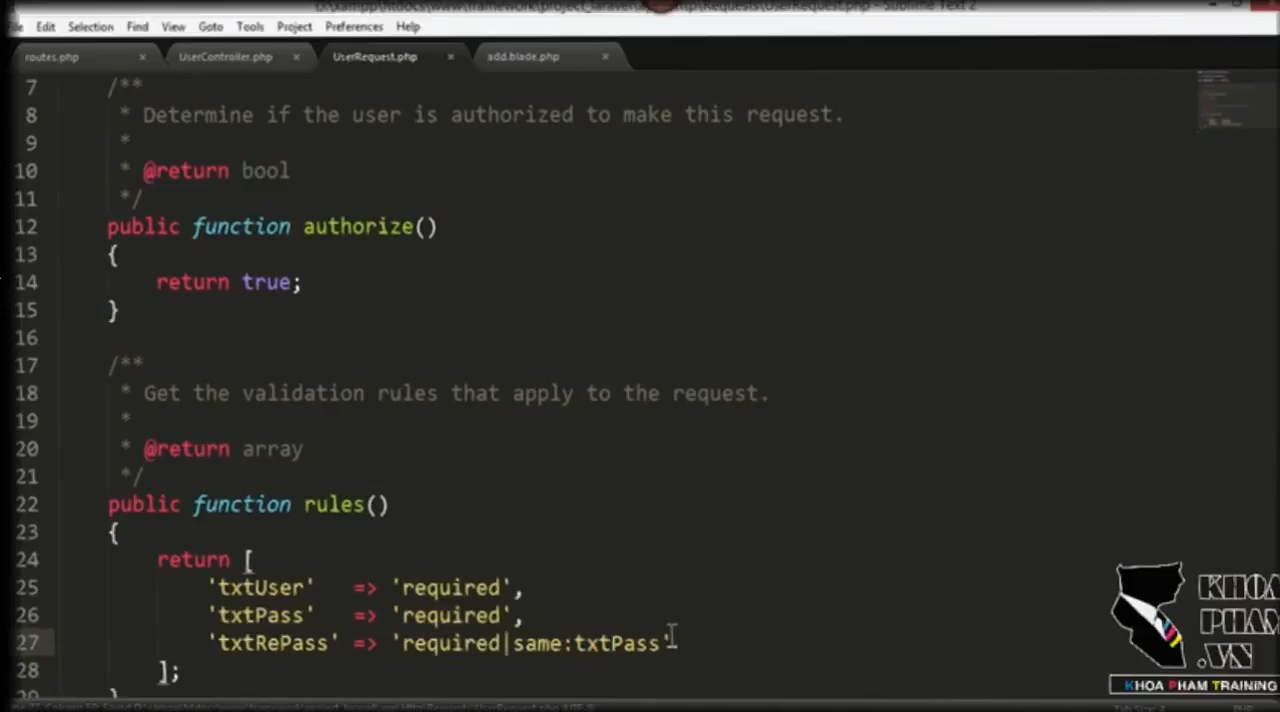 Edit Selection Find View Goto Tools Project Preferences Help
routes.php × UserController.php × UserRequest.php × add.blade.php ×
7 /**
8 * Determine if the user is authorized to make this request.
9 *
10 * @return bool
11 */
12 public function authorize()
13 {
14 return true;
15 }
16
17 /**
18 * Get the validation rules that apply to the request.
19 *
20 * @return array
21 */
22 public function rules()
23 {
24 return [
25 'txtUser' => 'required',
26 'txtPass' => 'required',
27 'txtRePass' => 'required|same:txtPass'
28 ];
29 }
KHOA
PHAM
.VN
KHOA PHAM TRAINING